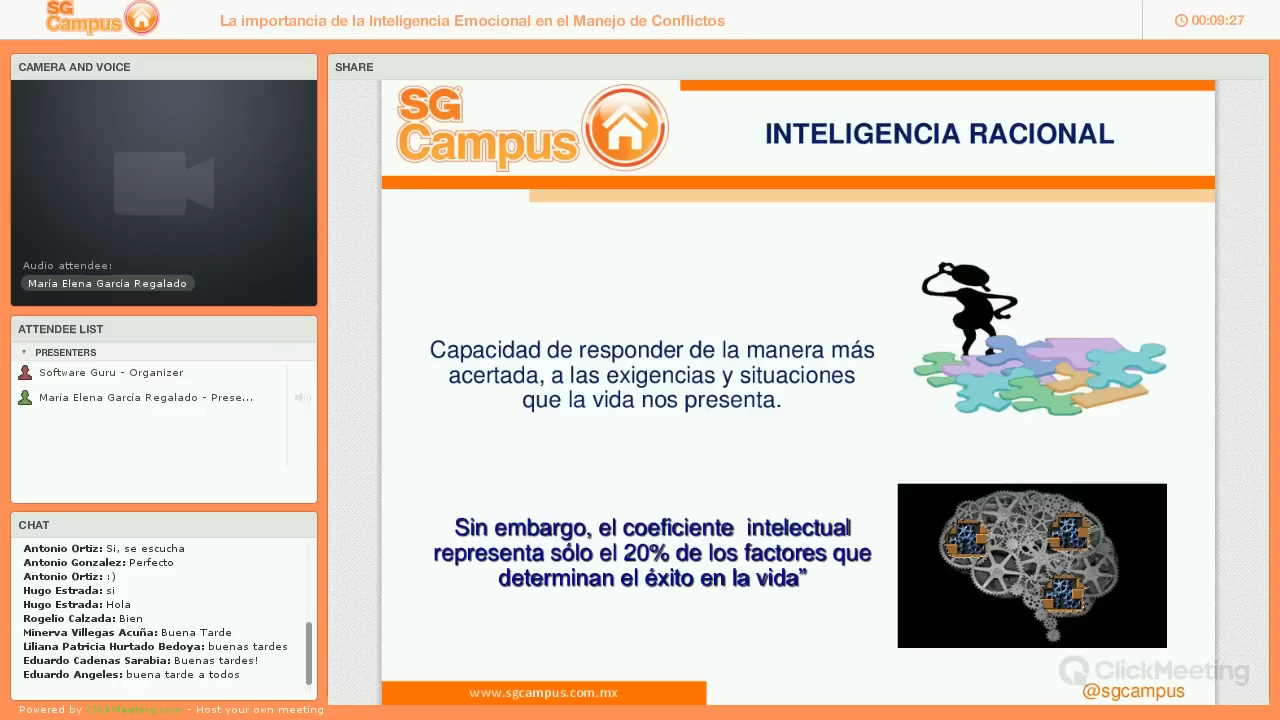 SG
Campus
La importancia de la Inteligencia Emocional en el Manejo de Conflictos
00:09:27
CAMERA AND VOICE
Audio attendee:
María Elena García Regalado
ATTENDEE LIST
PRESENTERS
Software Guru - Organizer
María Elena García Regalado - Prese...
CHAT
Antonio Ortiz: Si, se escucha
Antonio Gonzalez: Perfecto
Antonio Ortiz: :)
Hugo Estrada: si
Hugo Estrada: Hola
Rogelio Calzada: Bien
Minerva Villegas Acuña: Buena Tarde
Liliana Patricia Hurtado Bedoya: buenas tardes
Eduardo Cadenas Sarabia: Buenas tardes!
Eduardo Angeles: buena tarde a todos
Powered by ClickMeeting.com - Host your own meeting
SHARE
SG
Campus
INTELIGENCIA RACIONAL
Capacidad de responder de la manera más
acertada, a las exigencias y situaciones
que la vida nos presenta.
Sin embargo, el coeficiente intelectual
representa sólo el 20% de los factores que
determinan el éxito en la vida”
www.sgcampus.com.mx
ClickMeeting
@sgcampus